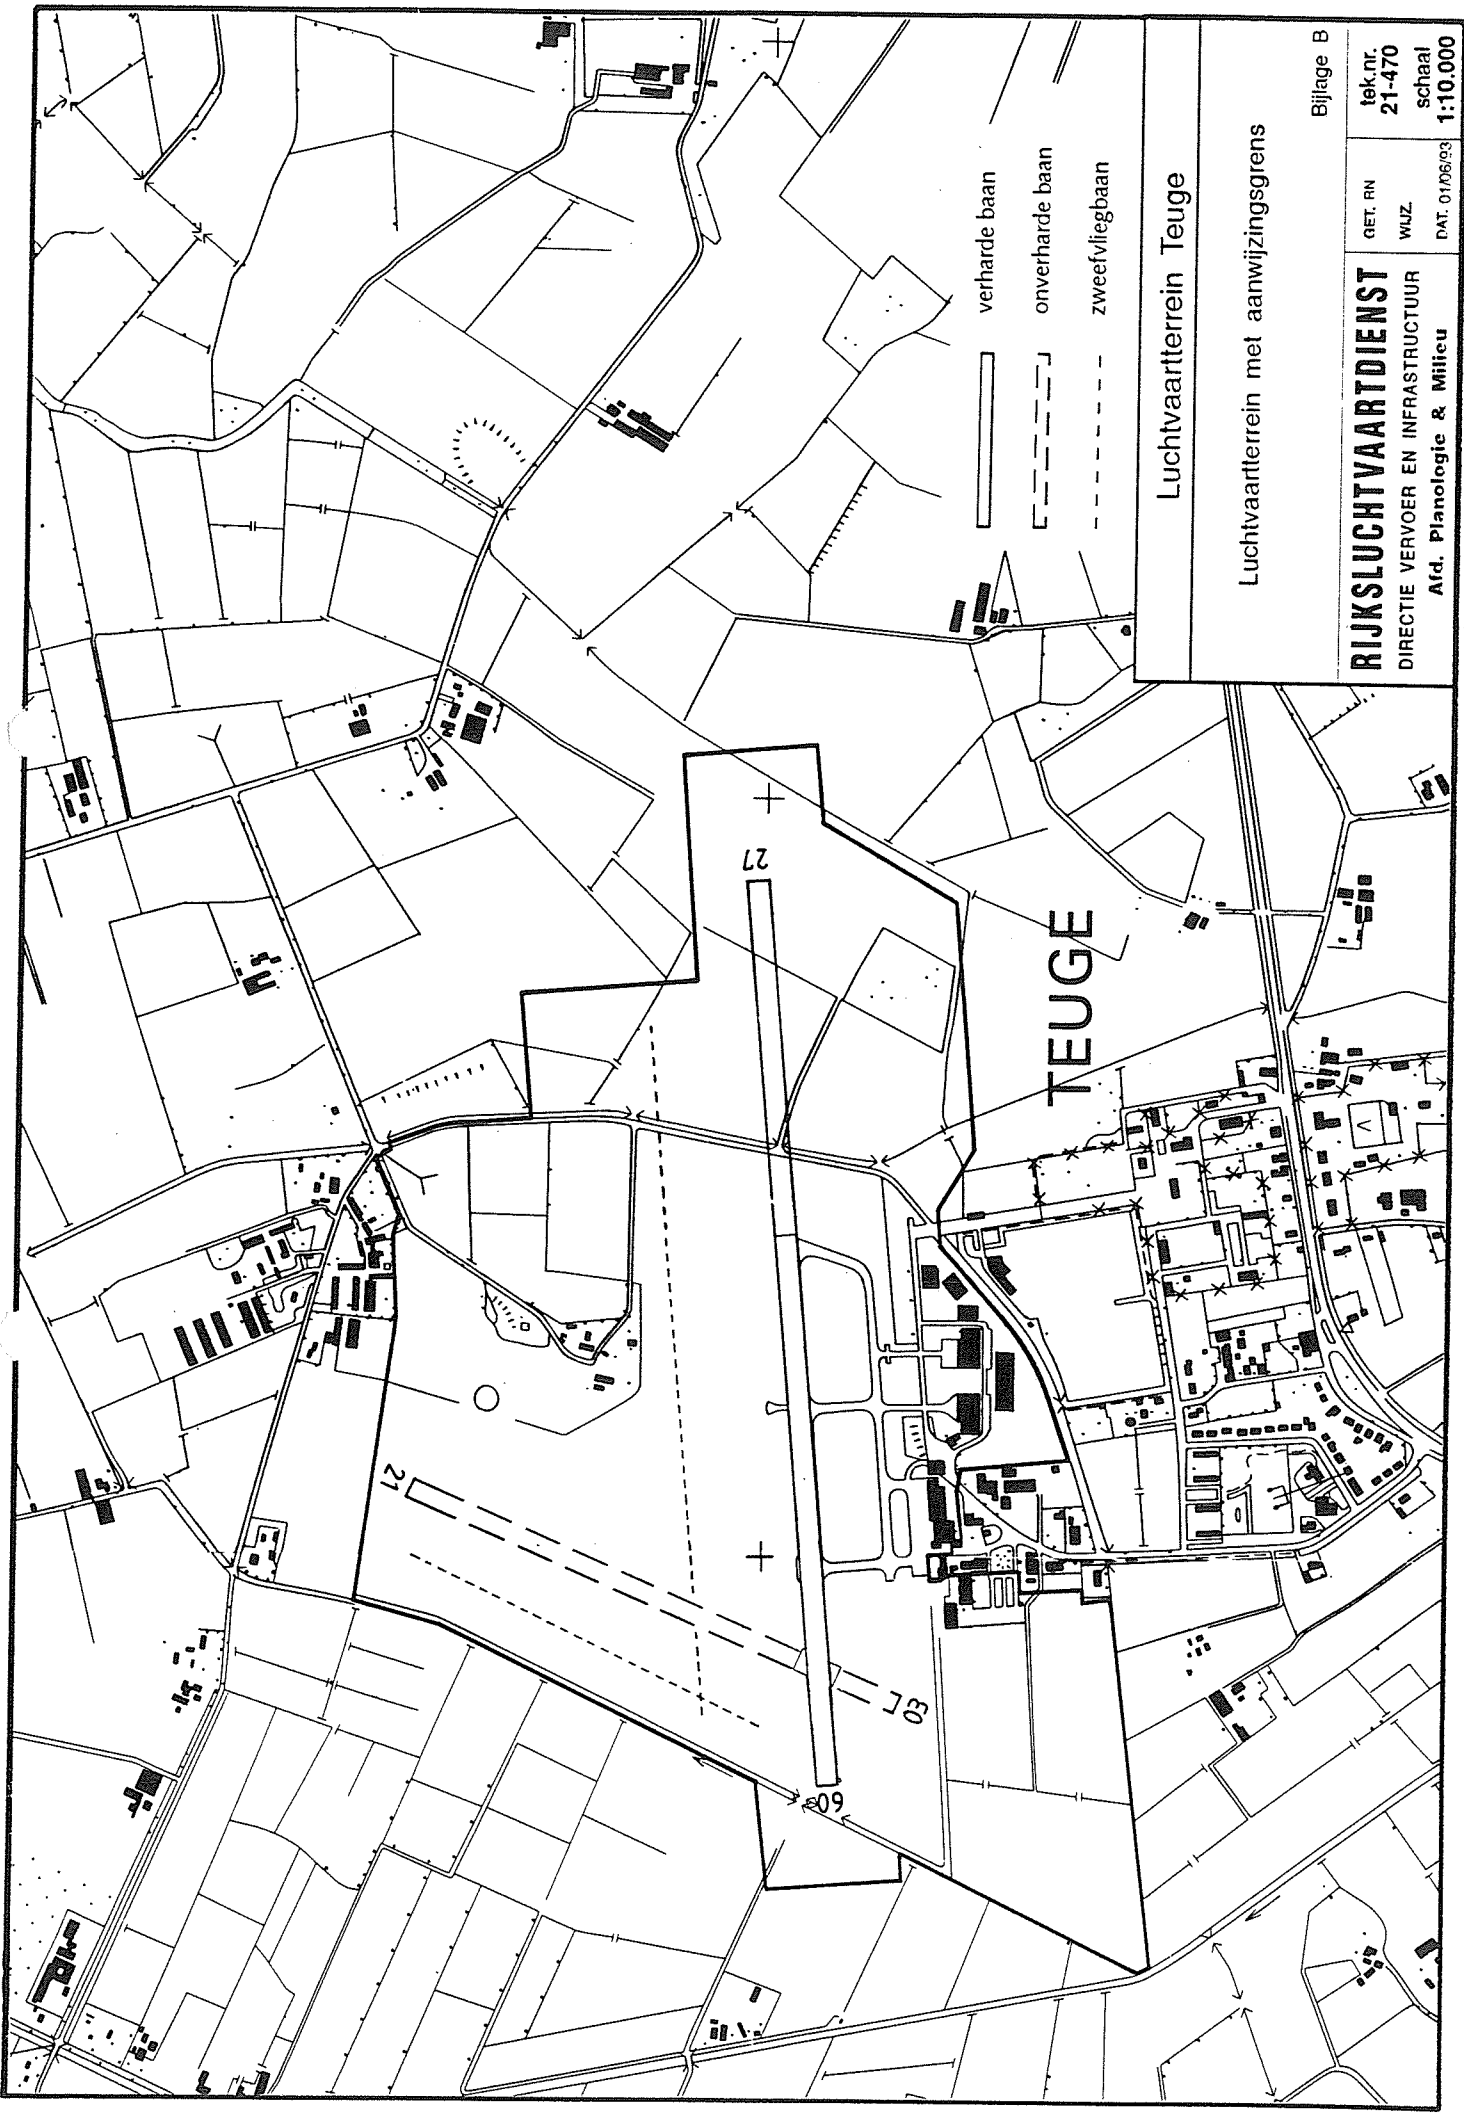 27
21
03
09
TEUGE
verharde baan
onverharde baan
zweefvliegbaan
Luchtvaartterrein Teuge
Luchtvaartterrein met aanwijzingsgrens
Bijlage B
RIJKSLUCHTVAARTDIENST
DIRECTIE VERVOER EN INFRASTRUCTUUR
Afd. Planologie & Milieu
GET. RN
WIJZ.
DAT. 01/06/93
tek.nr.
21-470
schaal
1:10.000